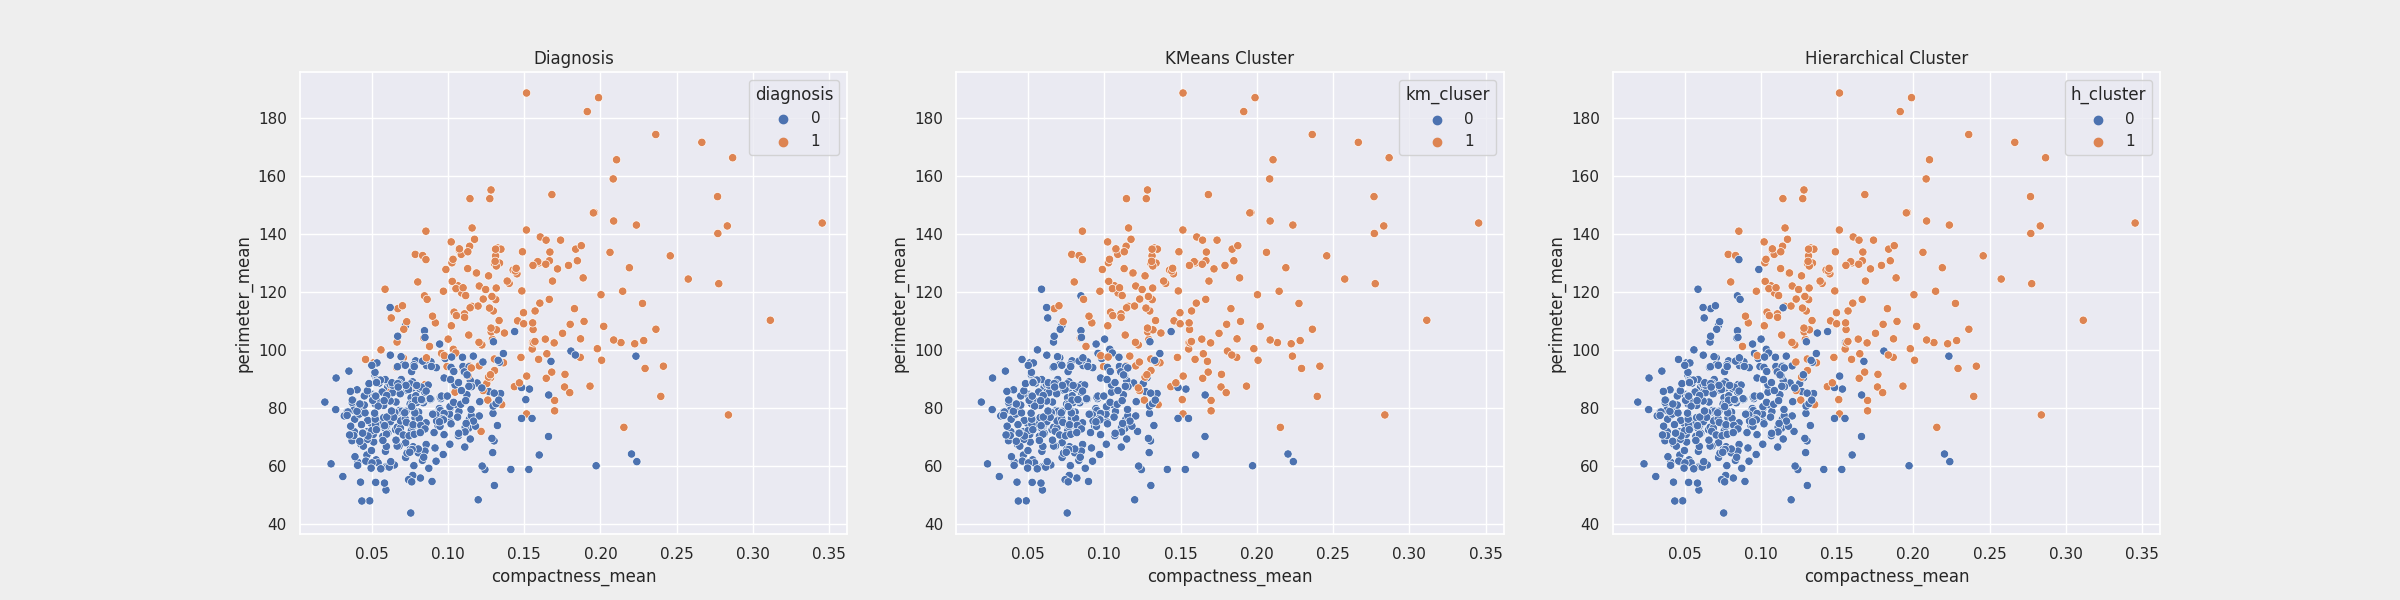 Diagnosis
diagnosis
0
1
180
160
140
120
100
80
60
40
perimeter_mean
0.05 0.10 0.15 0.20 0.25 0.30 0.35
compactness_mean
KMeans Cluster
km_cluser
0
1
180
160
140
120
100
80
60
40
perimeter_mean
0.05 0.10 0.15 0.20 0.25 0.30 0.35
compactness_mean
Hierarchical Cluster
h_cluster
0
1
180
160
140
120
100
80
60
40
perimeter_mean
0.05 0.10 0.15 0.20 0.25 0.30 0.35
compactness_mean